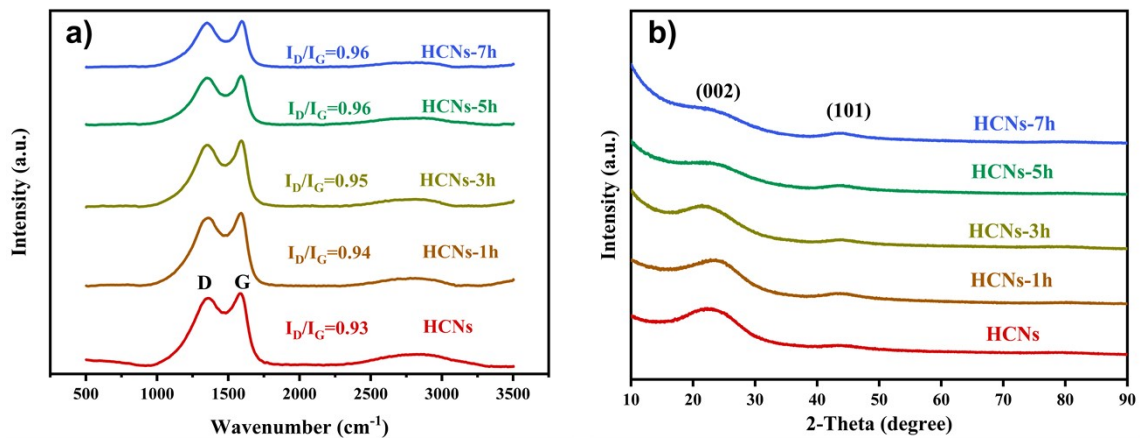 a)
I_D/I_G=0.96
HCNs-7h
I_D/I_G=0.96
HCNs-5h
I_D/I_G=0.95
HCNs-3h
I_D/I_G=0.94
HCNs-1h
D
G
I_D/I_G=0.93
HCNs
Intensity (a.u.)
500 1000 1500 2000 2500 3000 3500
Wavenumber (cm⁻¹)
b)
(002)
(101)
HCNs-7h
HCNs-5h
HCNs-3h
HCNs-1h
HCNs
Intensity (a.u.)
10 20 30 40 50 60 70 80 90
2-Theta (degree)